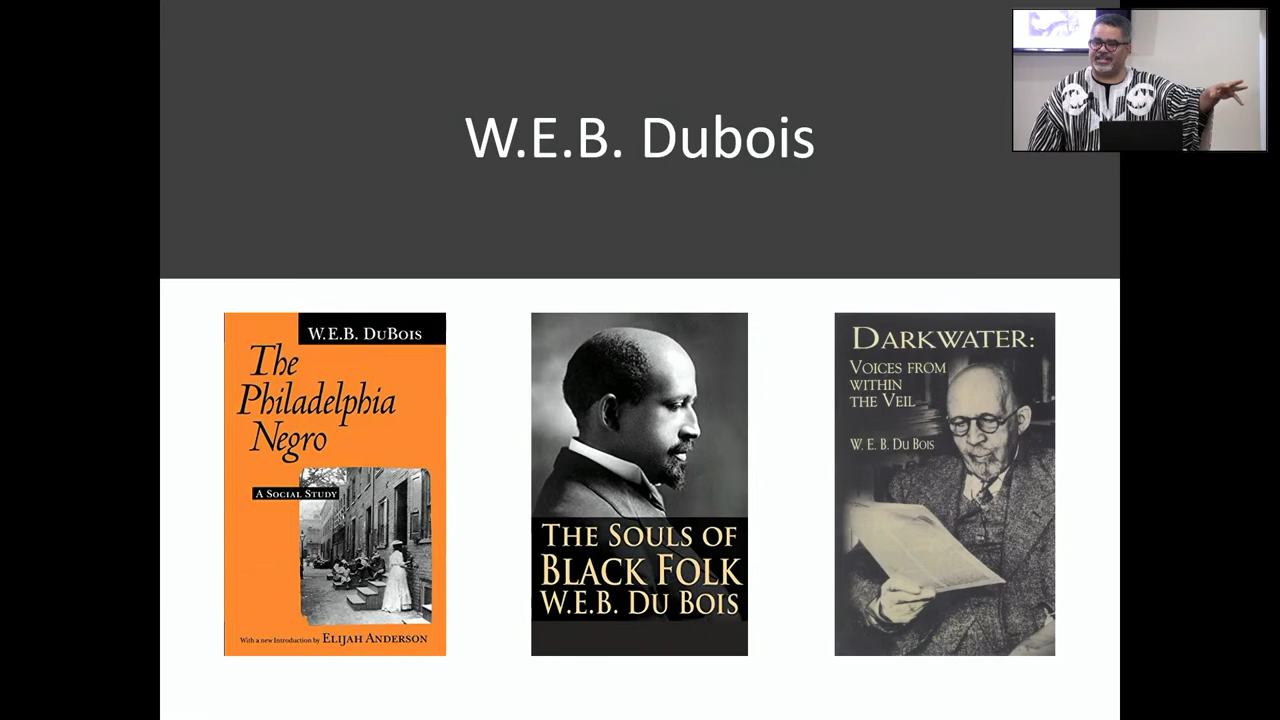 W.E.B. Dubois
W.E.B. DUBOIS
The
Philadelphia
Negro
A SOCIAL STUDY
With a new Introduction by ELIJAH ANDERSON
THE SOULS OF
BLACK FOLK
W.E.B. DU BOIS
DARKWATER:
VOICES FROM
WITHIN
THE VEIL
W. E. B. DU BOIS